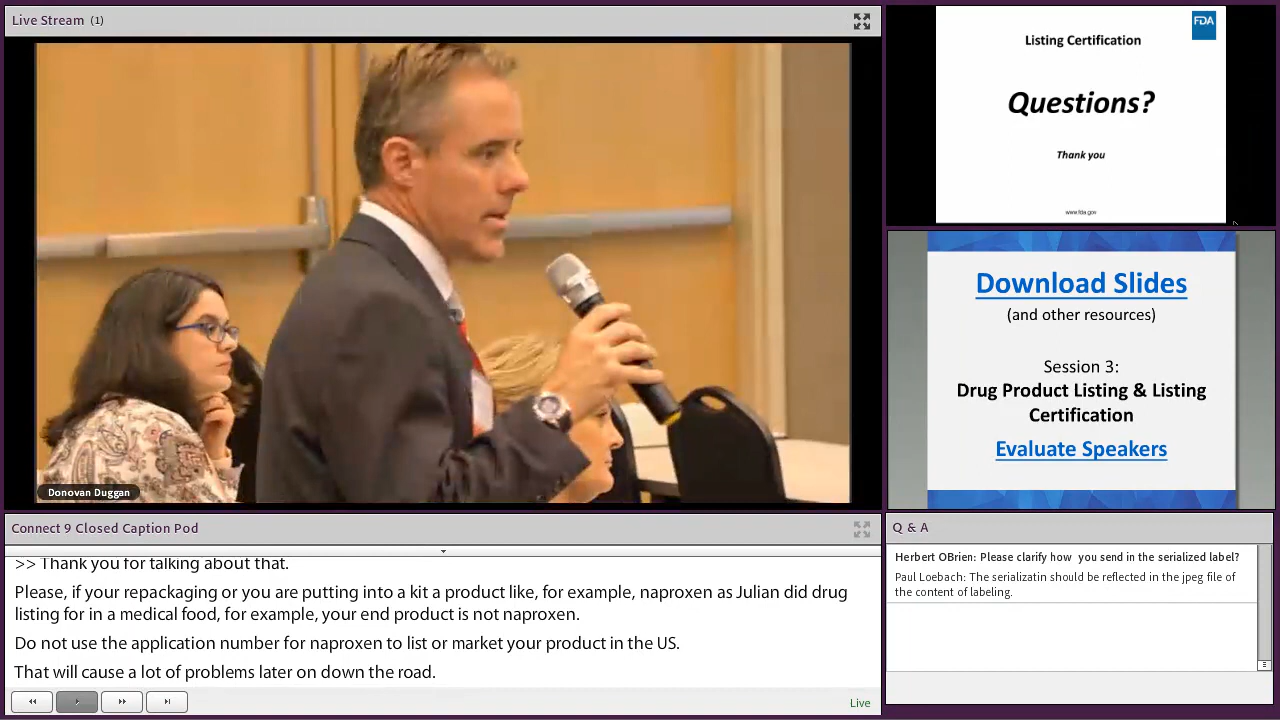 Live Stream (1)
Donovan Duggan
FDA
Listing Certification
Questions?
Thank you
www.fda.gov
Download Slides
(and other resources)
Session 3:
Drug Product Listing & Listing
Certification
Evaluate Speakers
Connect 9 Closed Caption Pod
>> Thank you for talking about that.
Please, if your repackaging or you are putting into a kit a product like, for example, naproxen as Julian did drug
listing for in a medical food, for example, your end product is not naproxen.
Do not use the application number for naproxen to list or market your product in the US.
That will cause a lot of problems later on down the road.
Live
Q & A
Herbert OBrien: Please clarify how you send in the serialized label?
Paul Loebach: The serializatin should be reflected in the jpeg file of
the content of labeling.